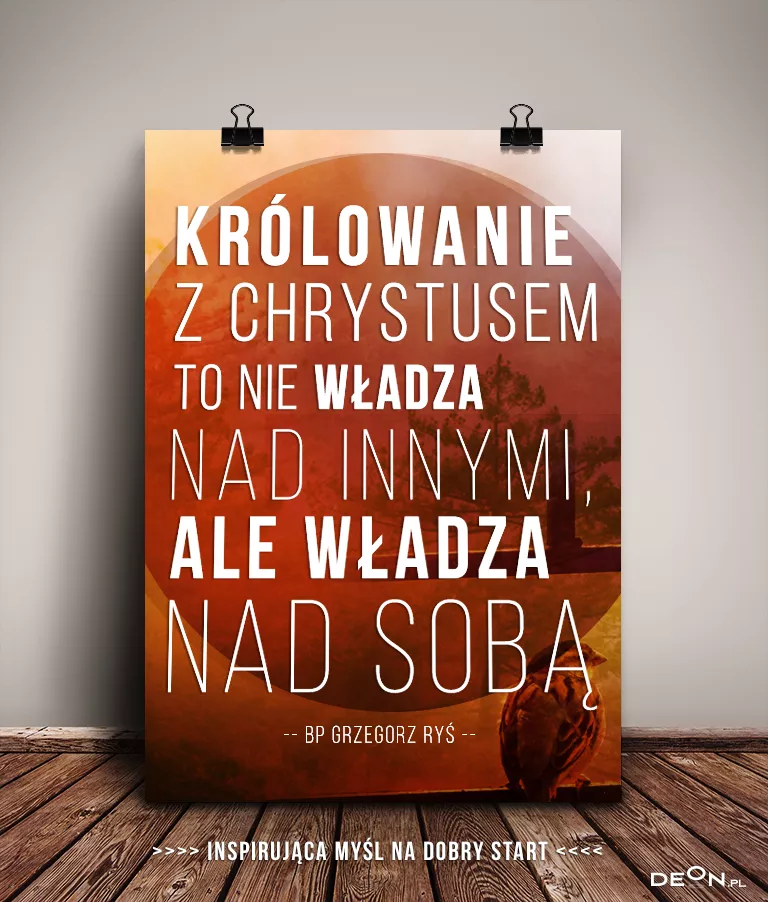 KRÓLOWANIE
Z CHRYSTUSEM
TO NIE WŁADZA
NAD INNYMI,
ALE WŁADZA
NAD SOBĄ
-- BP GRZEGORZ RYŚ --
>>>> INSPIRUJĄCA MYŚL NA DOBRY START <<<<
DEON.PL